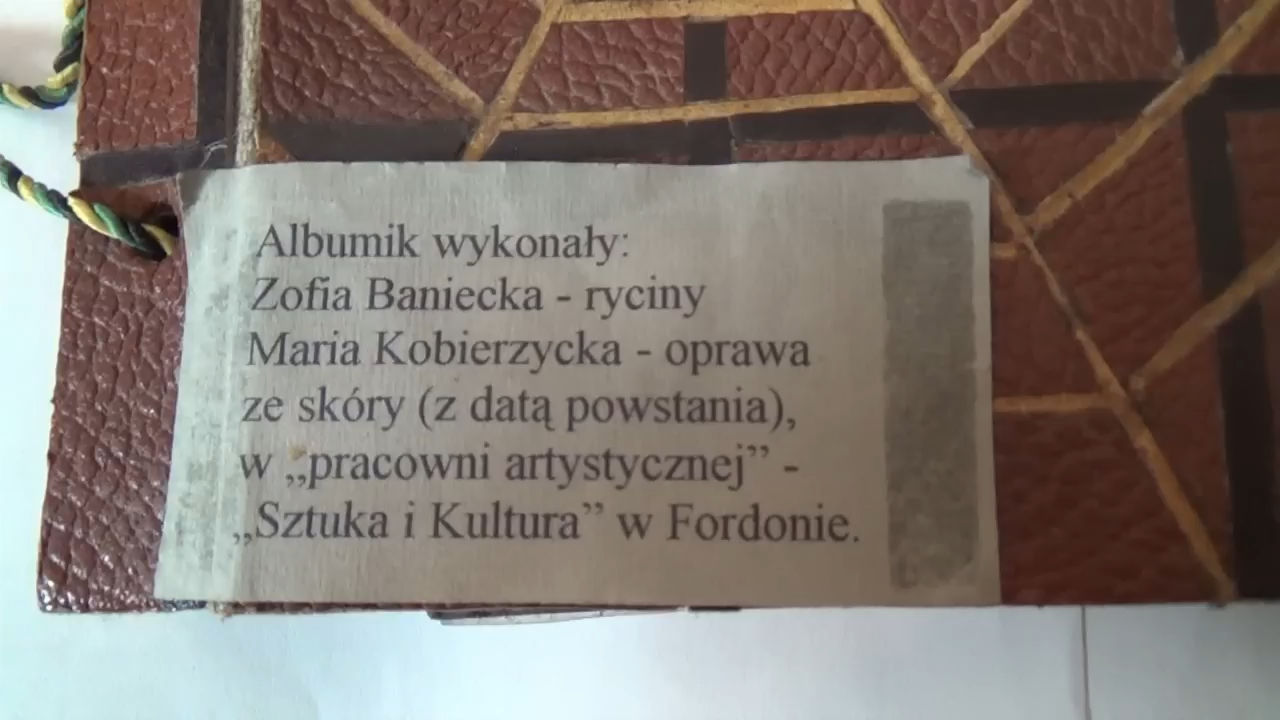 Albumik wykonały:
Zofia Baniecka - ryciny
Maria Kobierzycka - oprawa
ze skóry (z datą powstania),
w „pracowni artystycznej” -
„Sztuka i Kultura” w Fordonie.